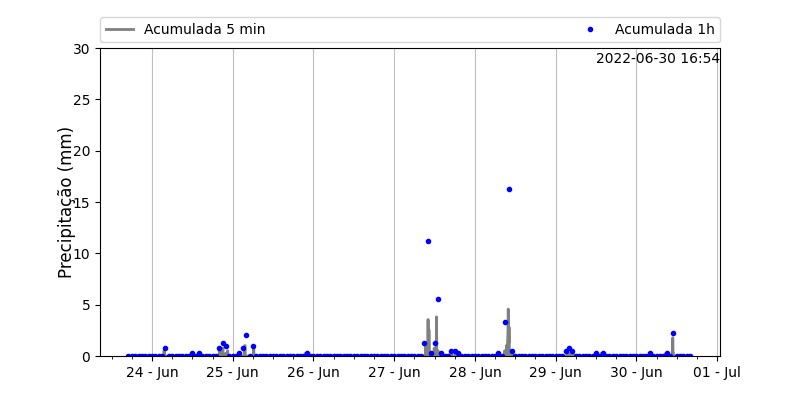 Acumulada 5 min
Acumulada 1h
2022-06-30 16:54
Precipitação (mm)
30
25
20
15
10
5
0
24 - Jun
25 - Jun
26 - Jun
27 - Jun
28 - Jun
29 - Jun
30 - Jun
01 - Jul